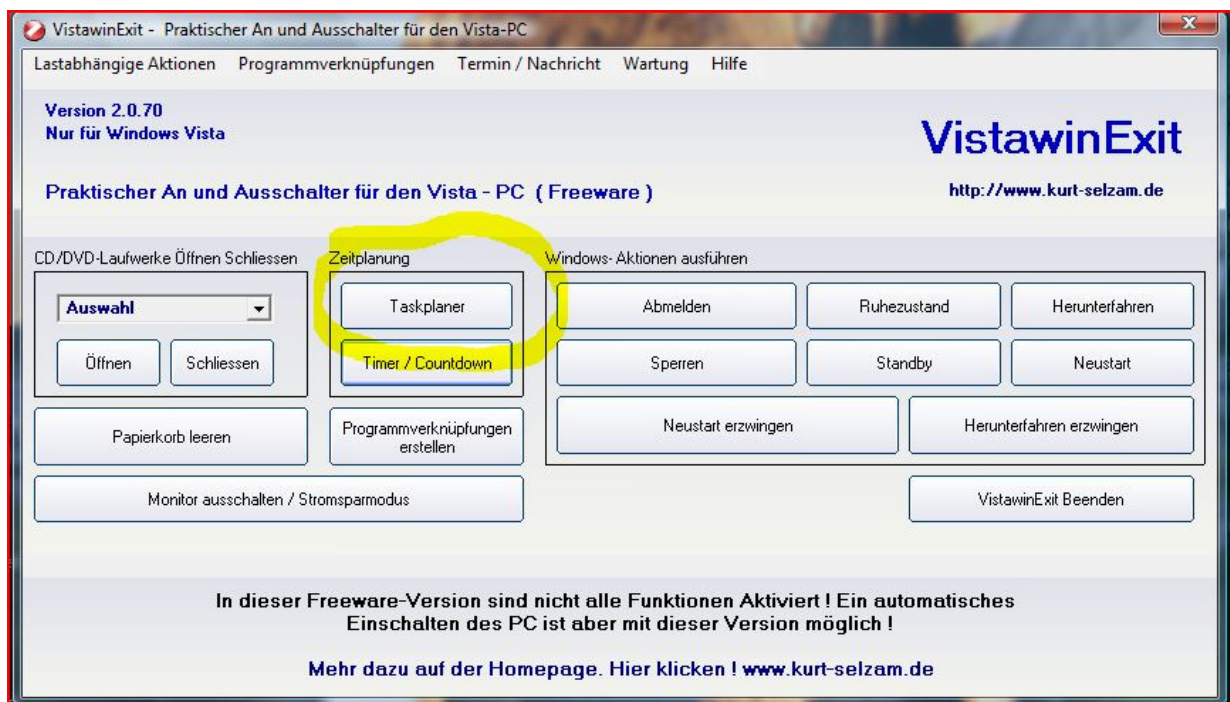 VistawinExit - Praktischer An und Ausschalter für den Vista-PC
Lastabhängige Aktionen Programmverknüpfungen Termin / Nachricht Wartung Hilfe
Version 2.0.70
Nur für Windows Vista
VistawinExit
Praktischer An und Ausschalter für den Vista - PC ( Freeware )
http://www.kurt-selzam.de
CD/DVD-Laufwerke Öffnen Schliessen
Auswahl
Öffnen Schliessen
Zeitplanung
Taskplaner
Timer / Countdown
Windows- Aktionen ausführen
Abmelden Ruhezustand Herunterfahren
Sperren Standby Neustart
Neustart erzwingen Herunterfahren erzwingen
Papierkorb leeren
Programmverknüpfungen
erstellen
Monitor ausschalten / Stromsparmodus
VistawinExit Beenden
In dieser Freeware-Version sind nicht alle Funktionen Aktiviert ! Ein automatisches
Einschalten des PC ist aber mit dieser Version möglich !
Mehr dazu auf der Homepage. Hier klicken ! www.kurt-selzam.de